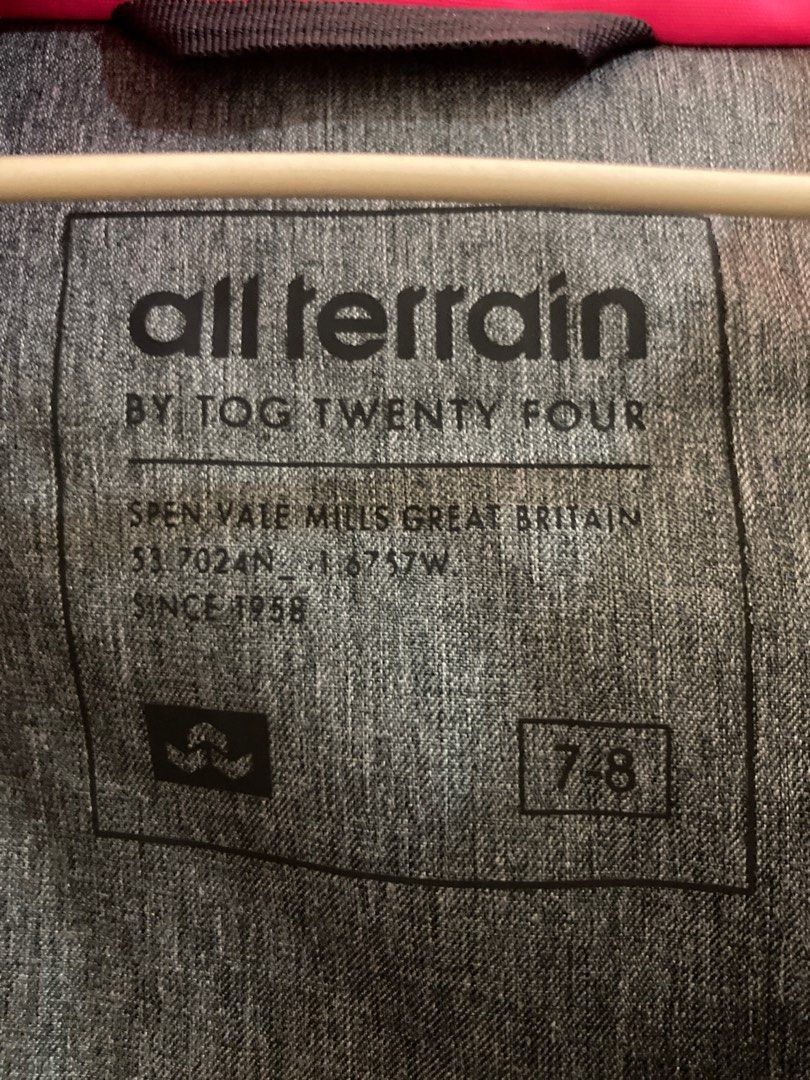 all terrain
BY TOG TWENTY FOUR
SPEN VALE MILLS GREAT BRITAIN
53.7024N_ 1.6757W.
SINCE 1958
7-8